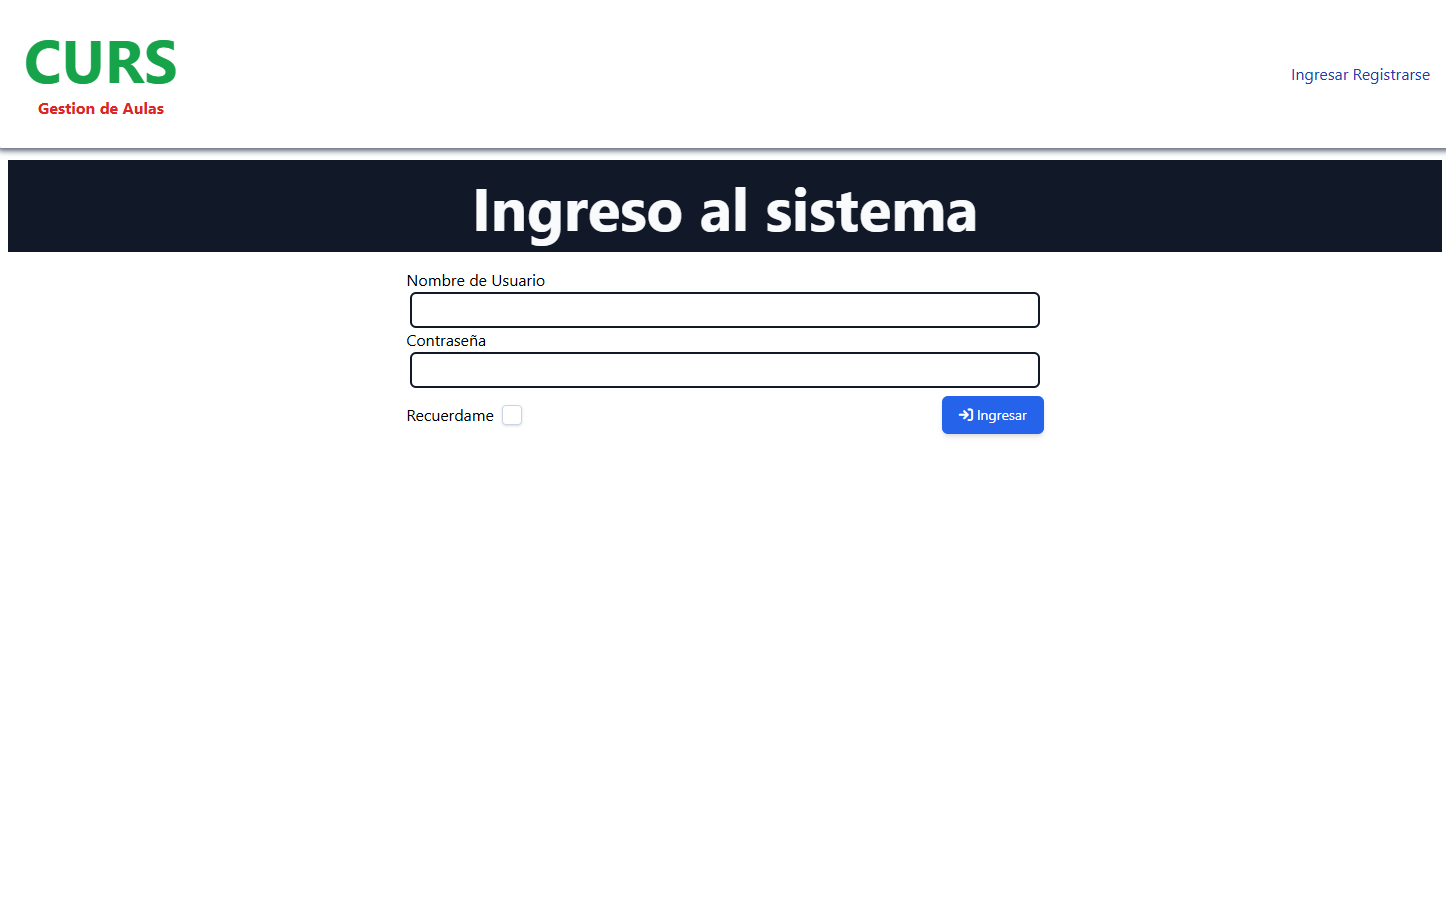 CURS
Gestion de Aulas
Ingresar Registrarse
Ingreso al sistema
Nombre de Usuario
Contraseña
Recuerdame
Ingresar